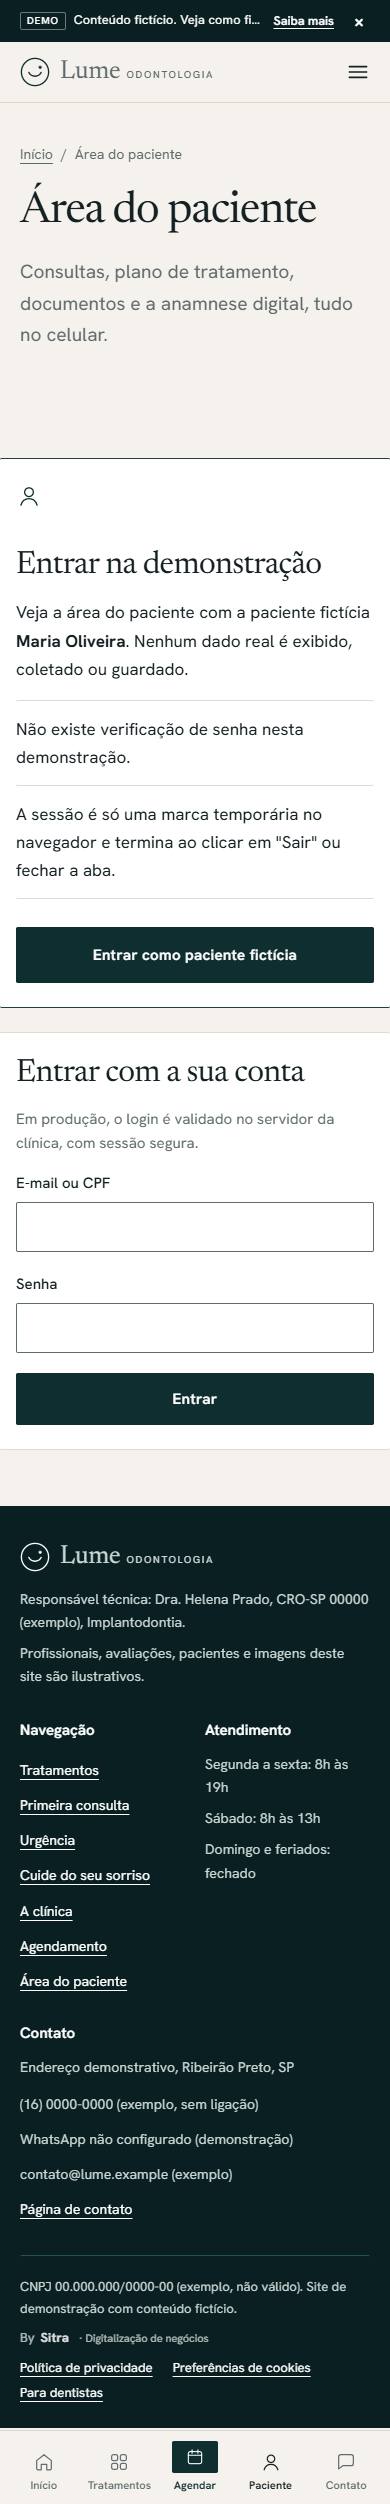 DEMO Conteúdo fictício. Veja como fi... Saiba mais ×
Lume ODONTOLOGIA
Início / Área do paciente
Área do paciente
Consultas, plano de tratamento,
documentos e a anamnese digital, tudo
no celular.
Entrar na demonstração
Veja a área do paciente com a paciente fictícia
Maria Oliveira. Nenhum dado real é exibido,
coletado ou guardado.
Não existe verificação de senha nesta
demonstração.
A sessão é só uma marca temporária no
navegador e termina ao clicar em "Sair" ou
fechar a aba.
Entrar como paciente fictícia
Entrar com a sua conta
Em produção, o login é validado no servidor da
clínica, com sessão segura.
E-mail ou CPF
Senha
Entrar
Lume ODONTOLOGIA
Responsável técnica: Dra. Helena Prado, CRO-SP 00000
(exemplo), Implantodontia.
Profissionais, avaliações, pacientes e imagens deste
site são ilustrativos.
Navegação
Tratamentos
Primeira consulta
Urgência
Cuide do seu sorriso
A clínica
Agendamento
Área do paciente
Atendimento
Segunda a sexta: 8h às
19h
Sábado: 8h às 13h
Domingo e feriados:
fechado
Contato
Endereço demonstrativo, Ribeirão Preto, SP
(16) 0000-0000 (exemplo, sem ligação)
WhatsApp não configurado (demonstração)
contato@lume.example (exemplo)
Página de contato
CNPJ 00.000.000/0000-00 (exemplo, não válido). Site de
demonstração com conteúdo fictício.
By Sitra · Digitalização de negócios
Política de privacidade Preferências de cookies
Para dentistas
Início Tratamentos Agendar Paciente Contato